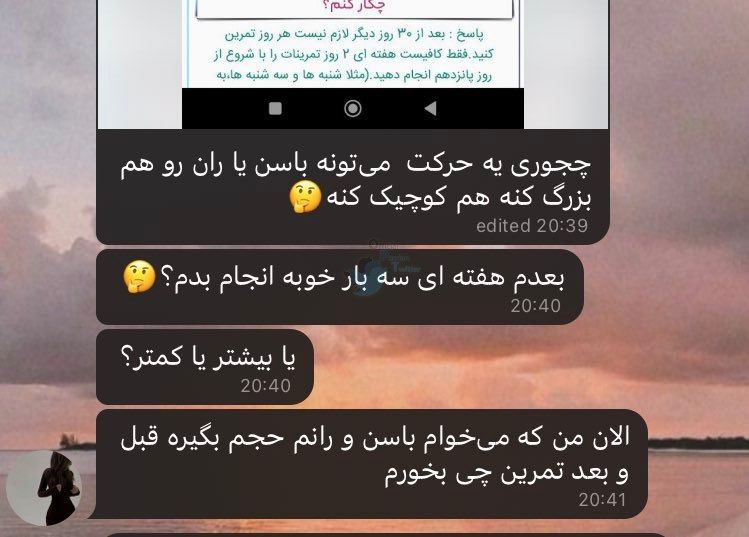 چکار کنم؟
پاسخ : بعد از ۳۰ روز دیگر لازم نیست هر روز تمرین
کنید.فقط کافیست هفته ای ۲ روز تمرینات را با شروع از
روز پانزدهم انجام دهید.(مثلا شنبه ها و سه شنبه ها،به
چجوری یه حرکت می‌تونه باسن یا ران رو هم
بزرگ کنه هم کوچیک کنه🤔
edited 20:39
بعدم هفته ای سه بار خوبه انجام بدم؟🤔
20:40
یا بیشتر یا کمتر؟
20:40
الان من که می‌خوام باسن و رانم حجم بگیره قبل
و بعد تمرین چی بخورم
20:41
Twitter